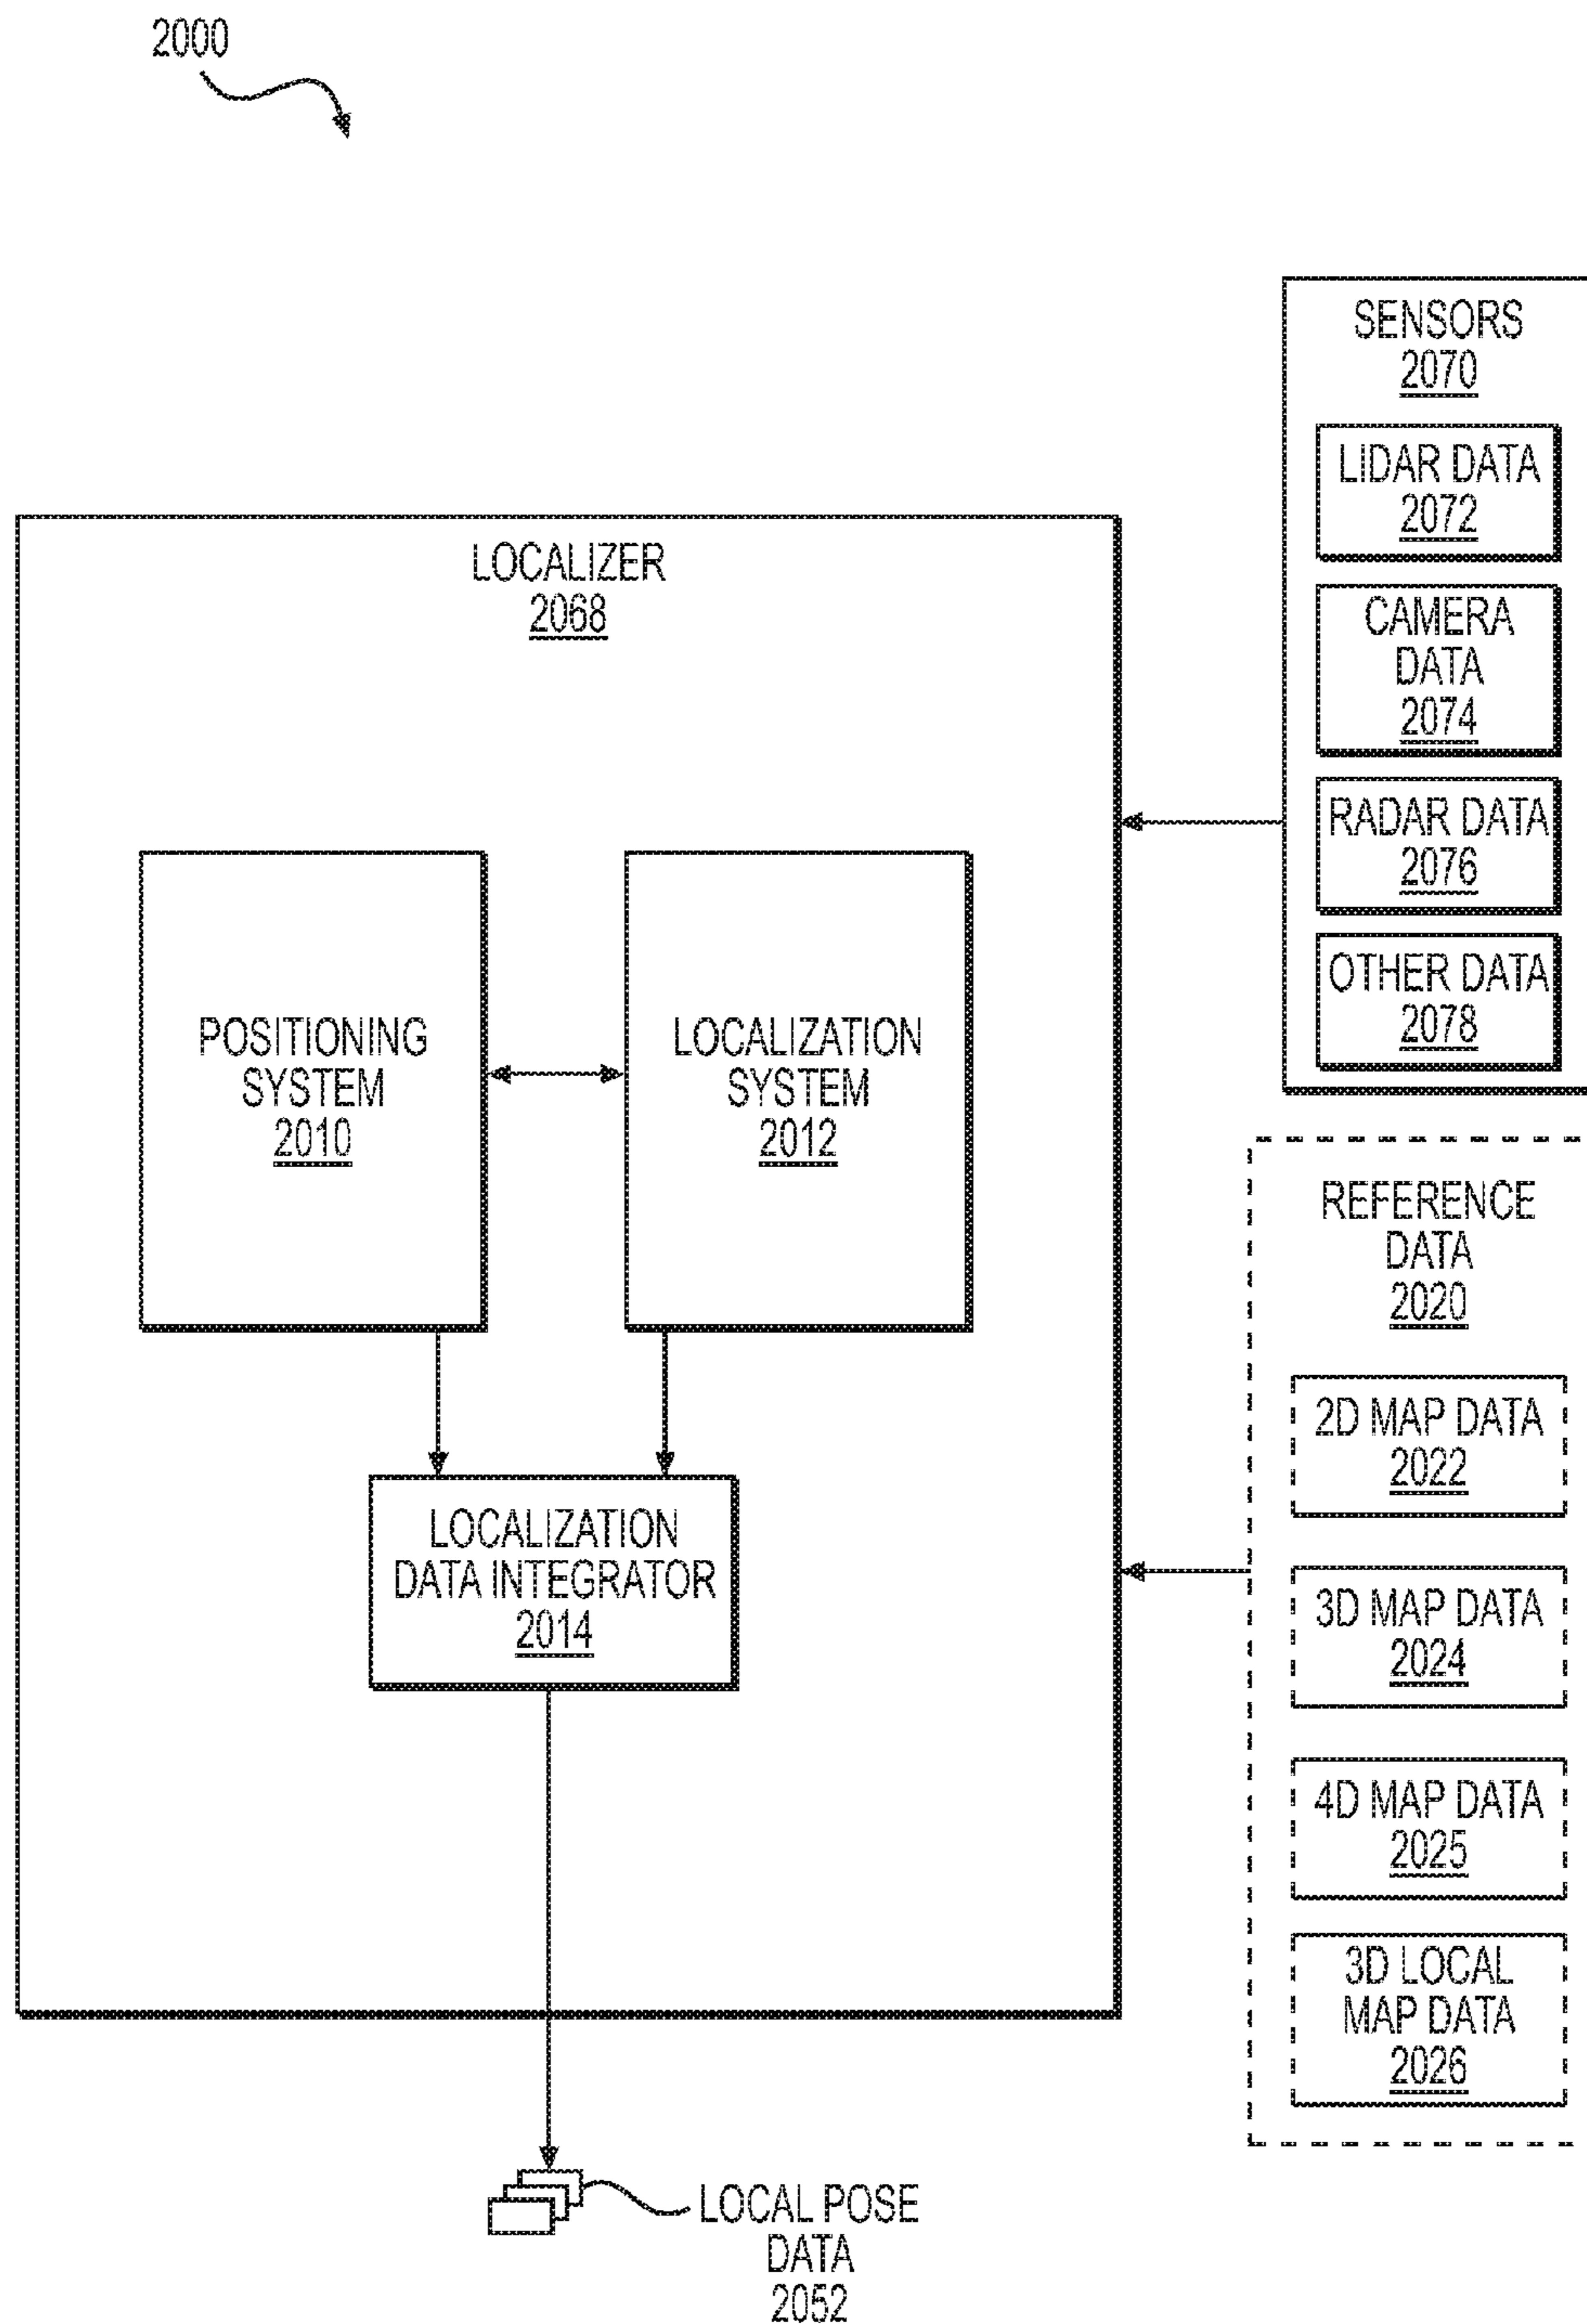 2000
SENSORS
2070
LIDAR DATA
2072
CAMERA
DATA
2074
RADAR DATA
2076
OTHER DATA
2078
LOCALIZER
2068
POSITIONING
SYSTEM
2010
LOCALIZATION
SYSTEM
2012
LOCALIZATION
DATA INTEGRATOR
2014
REFERENCE
DATA
2020
2D MAP DATA
2022
3D MAP DATA
2024
4D MAP DATA
2025
3D LOCAL
MAP DATA
2026
LOCAL POSE
DATA
2052